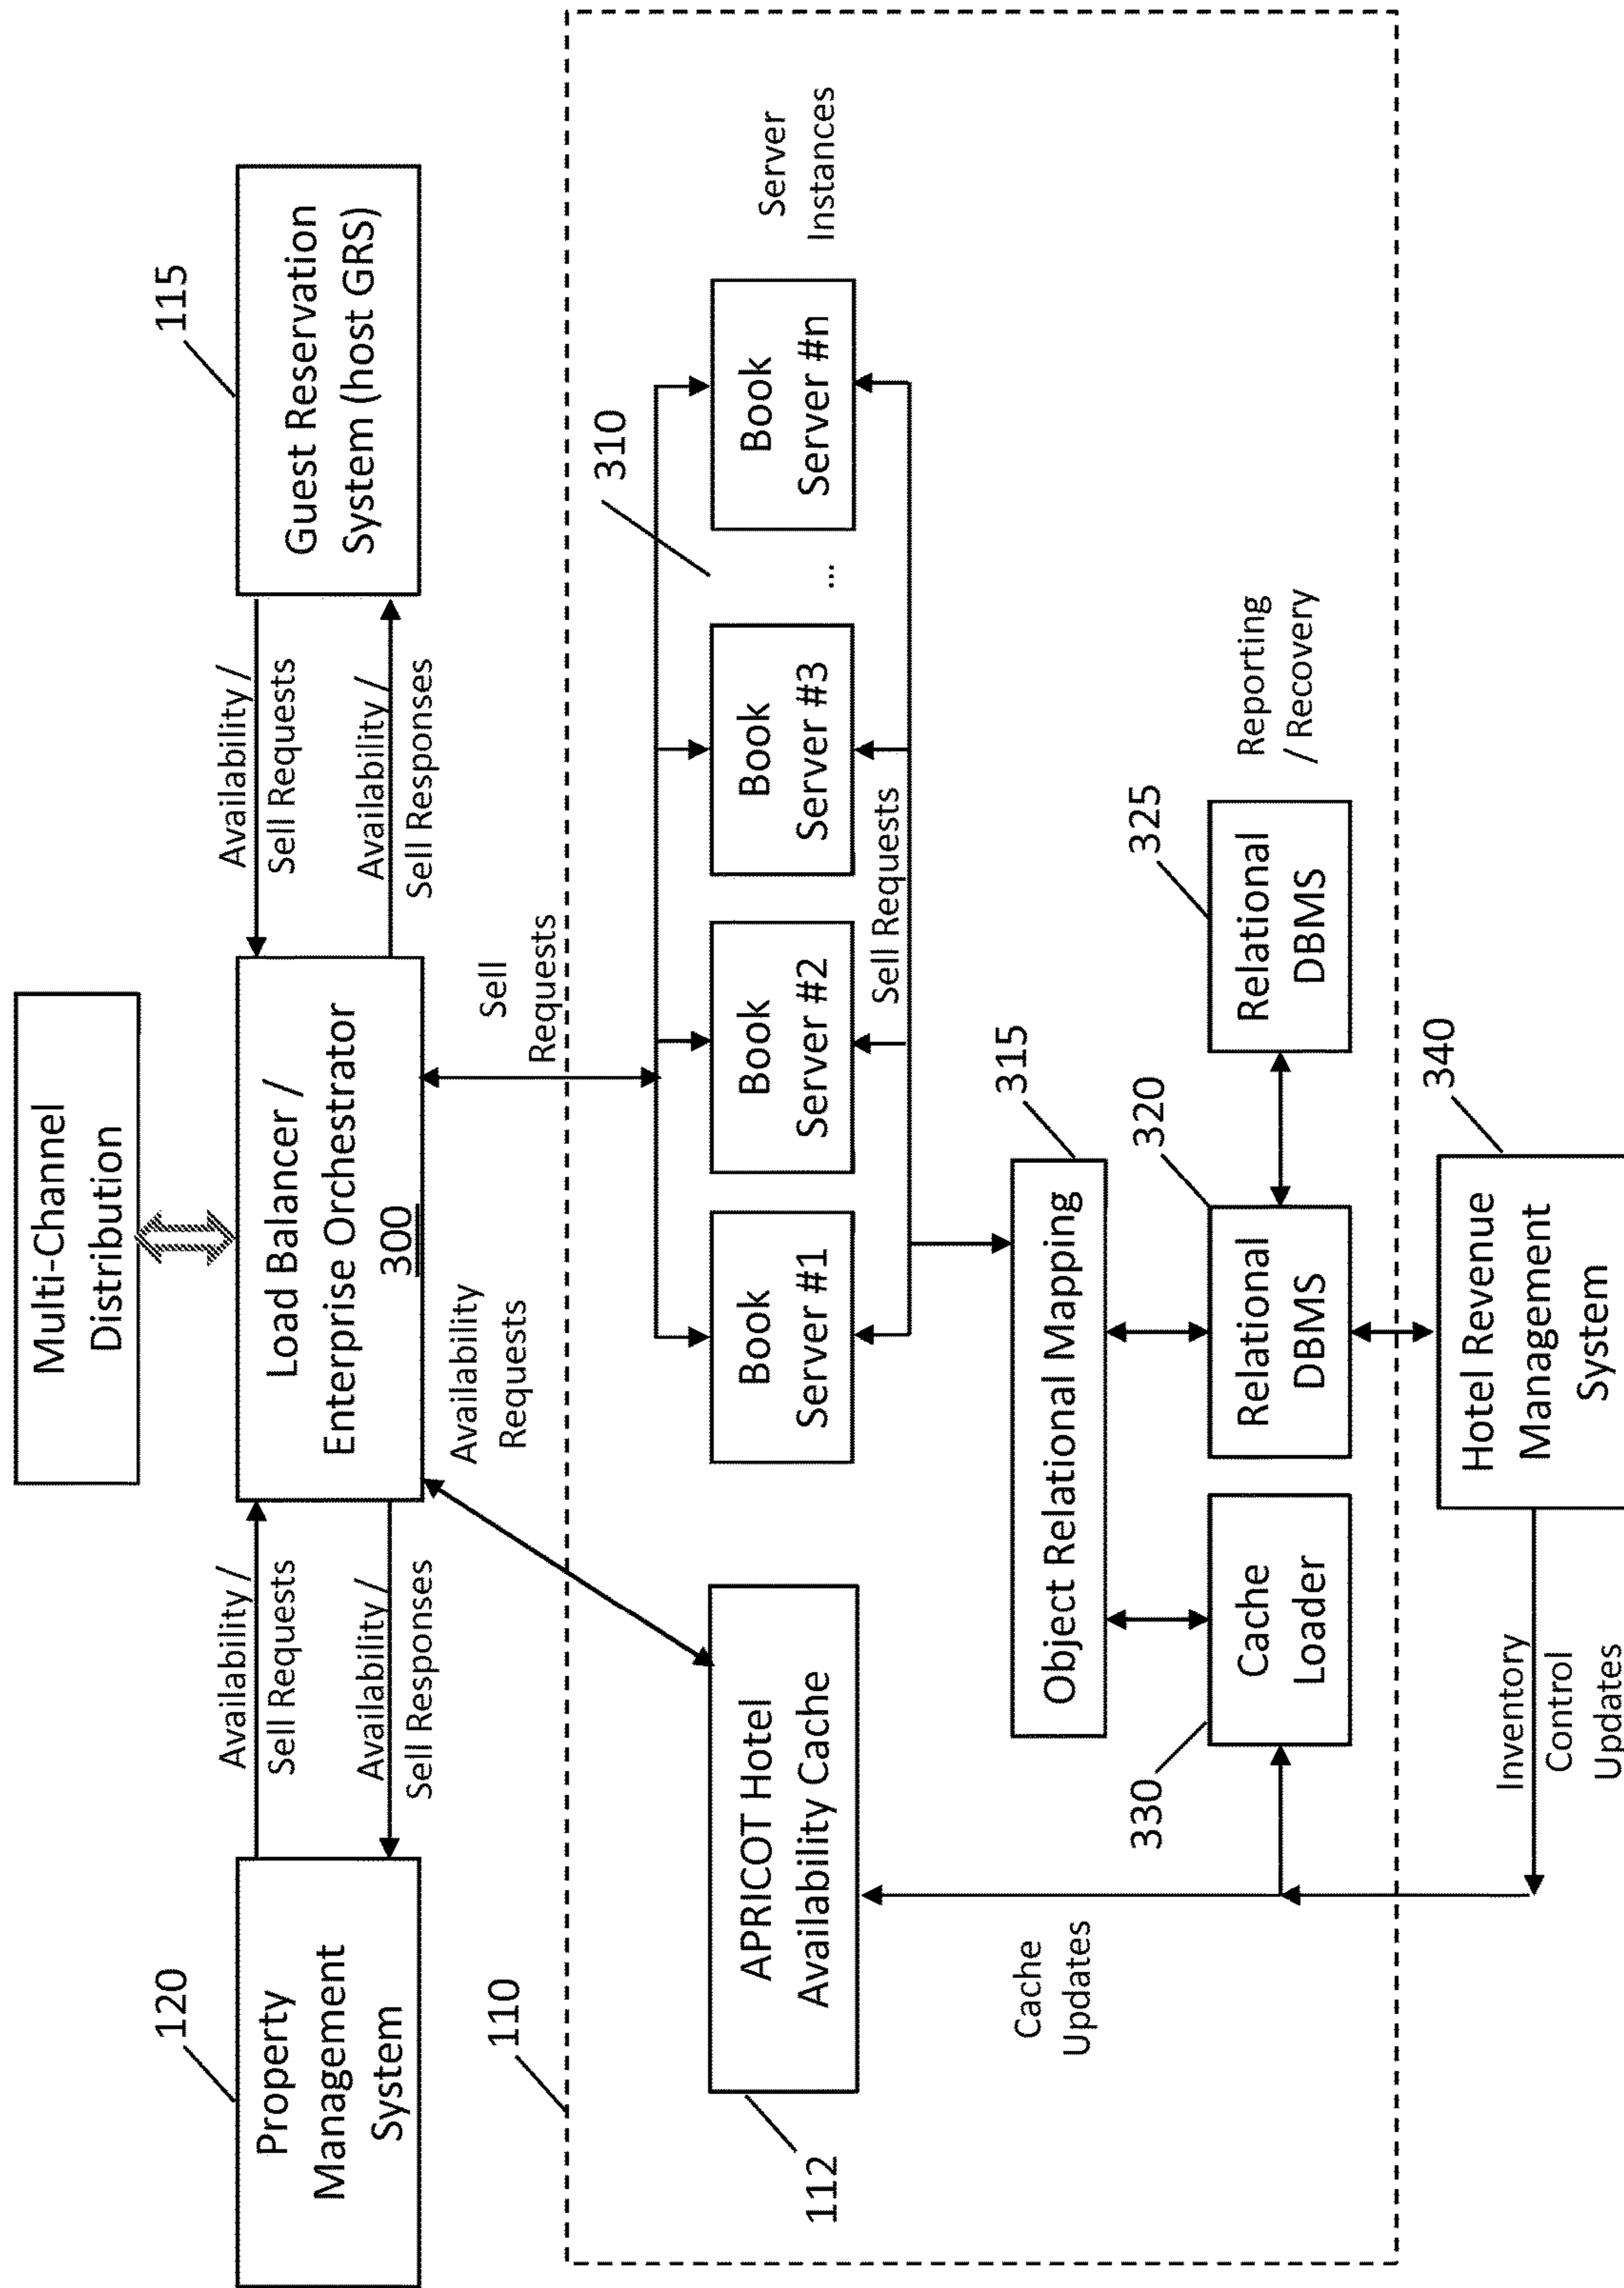 Multi-Channel
Distribution
120
Property
Management
System
Availability /
Sell Requests
Availability /
Sell Responses
Load Balancer /
Enterprise Orchestrator
300
Availability /
Sell Requests
Availability /
Sell Responses
115
Guest Reservation
System (host GRS)
Availability
Requests
Sell
Requests
110
112
APRICOT Hotel
Availability Cache
Book
Server #1
Book
Server #2
Book
Server #3
310
...
Book
Server #n
Server
Instances
Sell Requests
Cache
Updates
Object Relational Mapping
315
330
Cache
Loader
320
Relational
DBMS
325
Relational
DBMS
Reporting
/ Recovery
Inventory
Control
Updates
340
Hotel Revenue
Management
System